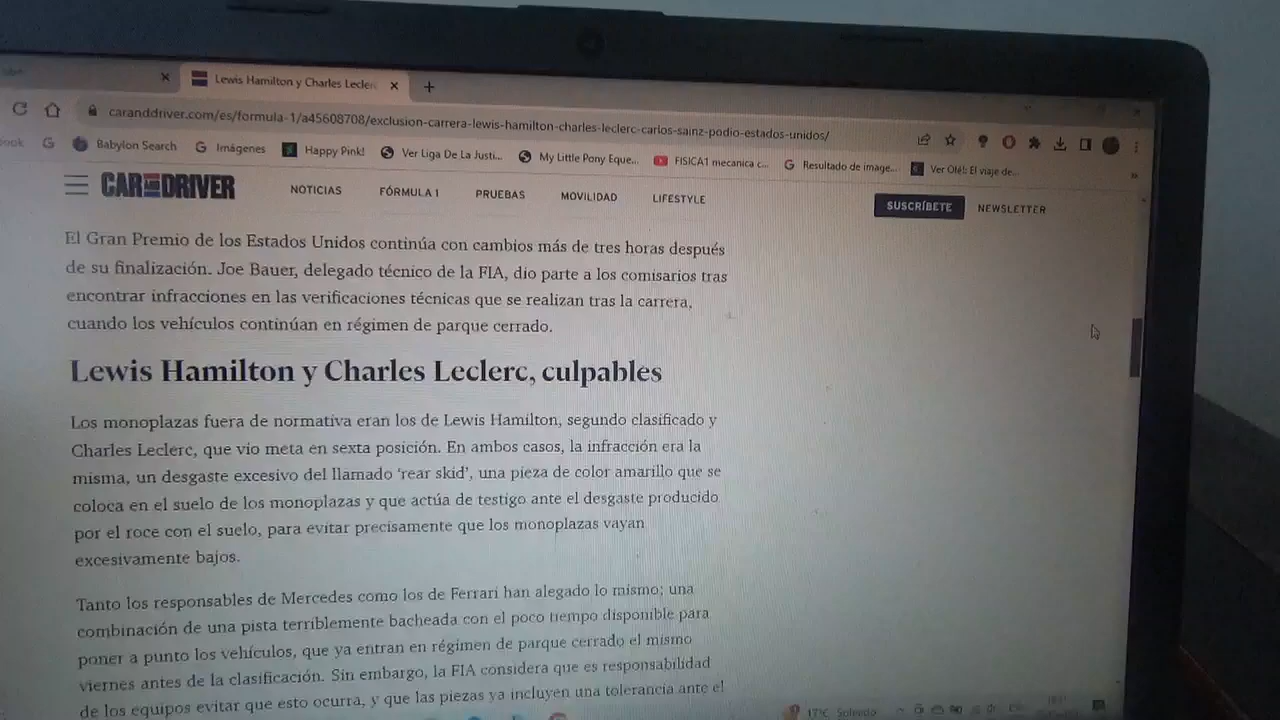 Lewis Hamilton y Charles Lecler
caranddriver.com/es/formula-1/a45608708/exclusion-carrera-lewis-hamilton-charles-leclerc-carlos-sainz-podio-estados-unidos/
ook
Babylon Search
Imágenes
Happy Pink!
Ver Liga De La Justi...
My Little Pony Eque...
FISICA1 mecanica c...
Resultado de image...
Ver Olé!: El viaje de...
CAR AND DRIVER
NOTICIAS
FÓRMULA 1
PRUEBAS
MOVILIDAD
LIFESTYLE
SUSCRÍBETE
NEWSLETTER
El Gran Premio de los Estados Unidos continúa con cambios más de tres horas después
de su finalización. Joe Bauer, delegado técnico de la FIA, dio parte a los comisarios tras
encontrar infracciones en las verificaciones técnicas que se realizan tras la carrera,
cuando los vehículos continúan en régimen de parque cerrado.
Lewis Hamilton y Charles Leclerc, culpables
Los monoplazas fuera de normativa eran los de Lewis Hamilton, segundo clasificado y
Charles Leclerc, que vio meta en sexta posición. En ambos casos, la infracción era la
misma, un desgaste excesivo del llamado ‘rear skid’, una pieza de color amarillo que se
coloca en el suelo de los monoplazas y que actúa de testigo ante el desgaste producido
por el roce con el suelo, para evitar precisamente que los monoplazas vayan
excesivamente bajos.
Tanto los responsables de Mercedes como los de Ferrari han alegado lo mismo; una
combinación de una pista terriblemente bacheada con el poco tiempo disponible para
poner a punto los vehículos, que ya entran en régimen de parque cerrado el mismo
viernes antes de la clasificación. Sin embargo, la FIA considera que es responsabilidad
de los equipos evitar que esto ocurra, y que las piezas ya incluyen una tolerancia ante el
17°C Soleado